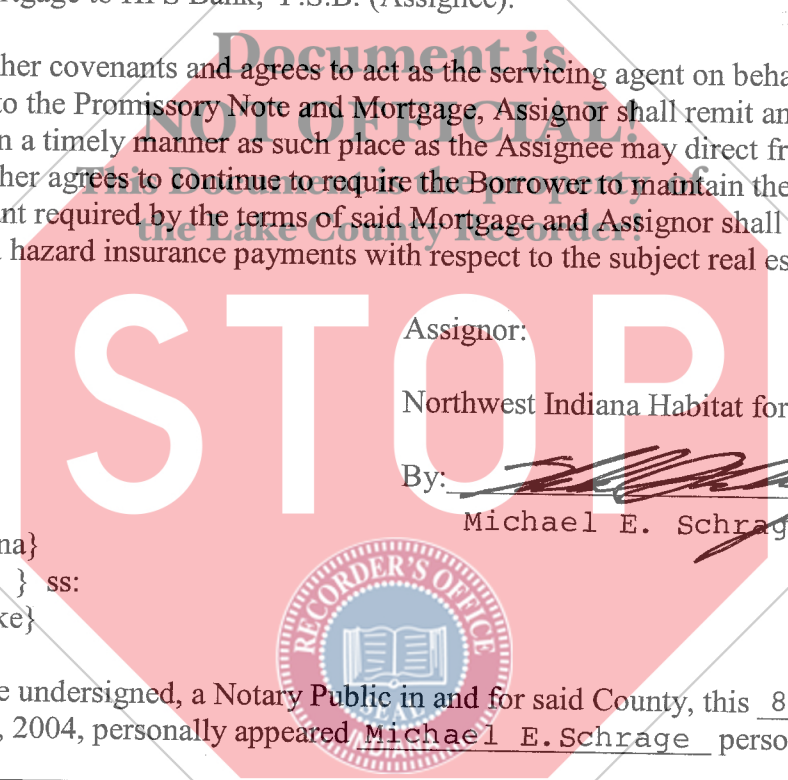 rtgage to HFS Bank, F.S.B. (Assignee).
Document is
her covenants and agrees to act as the servicing agent on beha
to the Promissory Note and Mortgage, Assignor shall remit an
NOT OFFICIAL!
n a timely manner as such place as the Assignee may direct fr
This Document is the property of
her agrees to continue to require the Borrower to maintain the
nt required by the terms of said Mortgage and Assignor shall
the Lake County Recorder!
hazard insurance payments with respect to the subject real es
STOP
Assignor:
Northwest Indiana Habitat for
By:
Michael E. Schrag
na}
} ss:
ke}
RECORDER'S OFFICE
SEAL
INDIANA
e undersigned, a Notary Public in and for said County, this 8
, 2004, personally appeared Michael E. Schrage perso